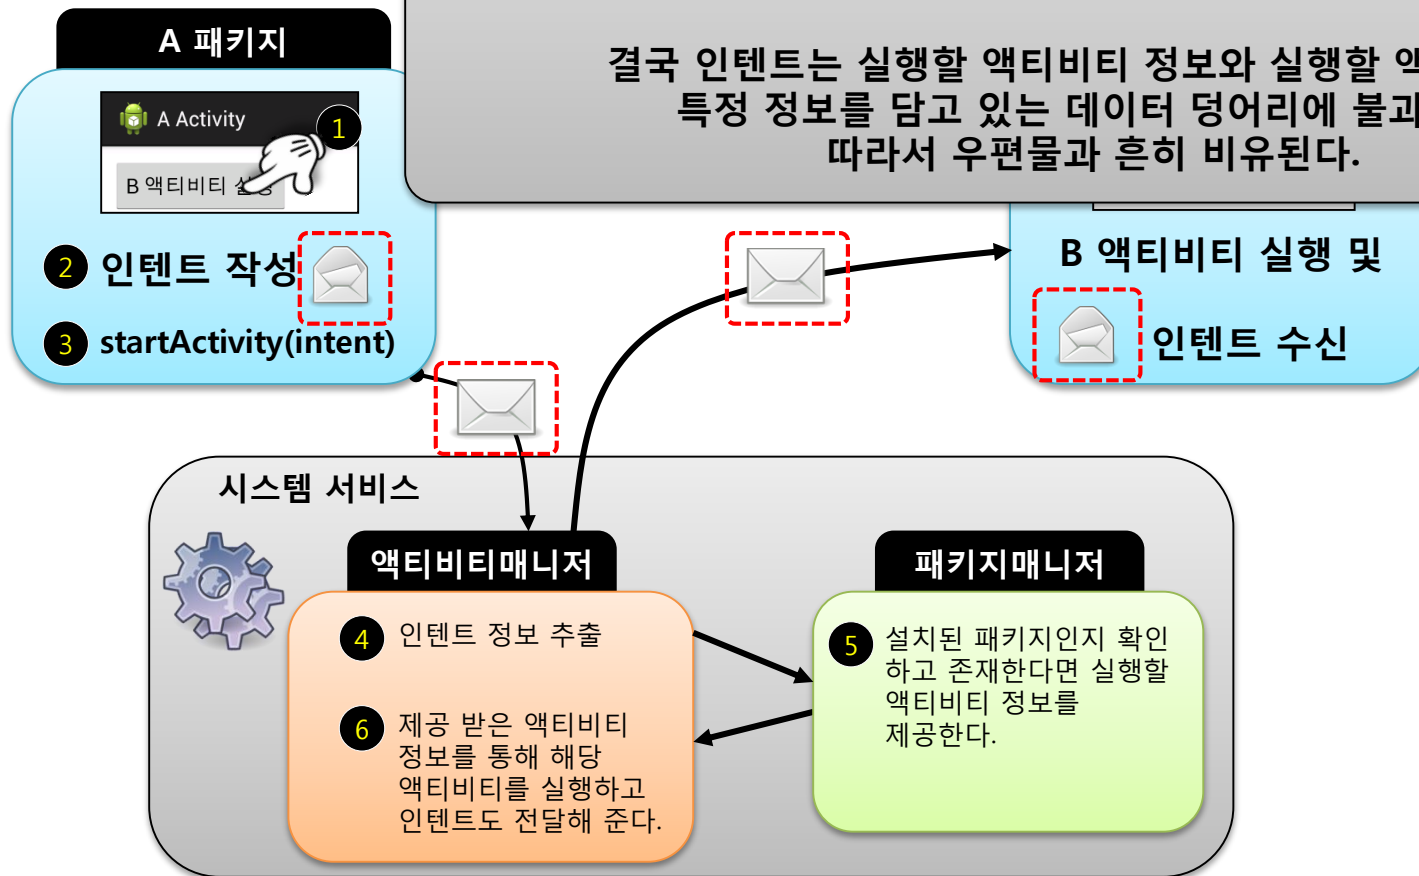 A 패키지
결국 인텐트는 실행할 액티비티 정보와 실행할
특정 정보를 담고 있는 데이터 덩어리에 불과
따라서 우편물과 흔히 비유된다.
A Activity
1
B 액티비티
2 인텐트 작성
3 startActivity(intent)
B 액티비티 실행 및
인텐트 수신
시스템 서비스
액티비티매니저
4 인텐트 정보 추출
6 제공 받은 액티비티
정보를 통해 해당
액티비티를 실행하고
인텐트도 전달해 준다.
패키지매니저
5 설치된 패키지인지 확인
하고 존재한다면 실행할
액티비티 정보를
제공한다.